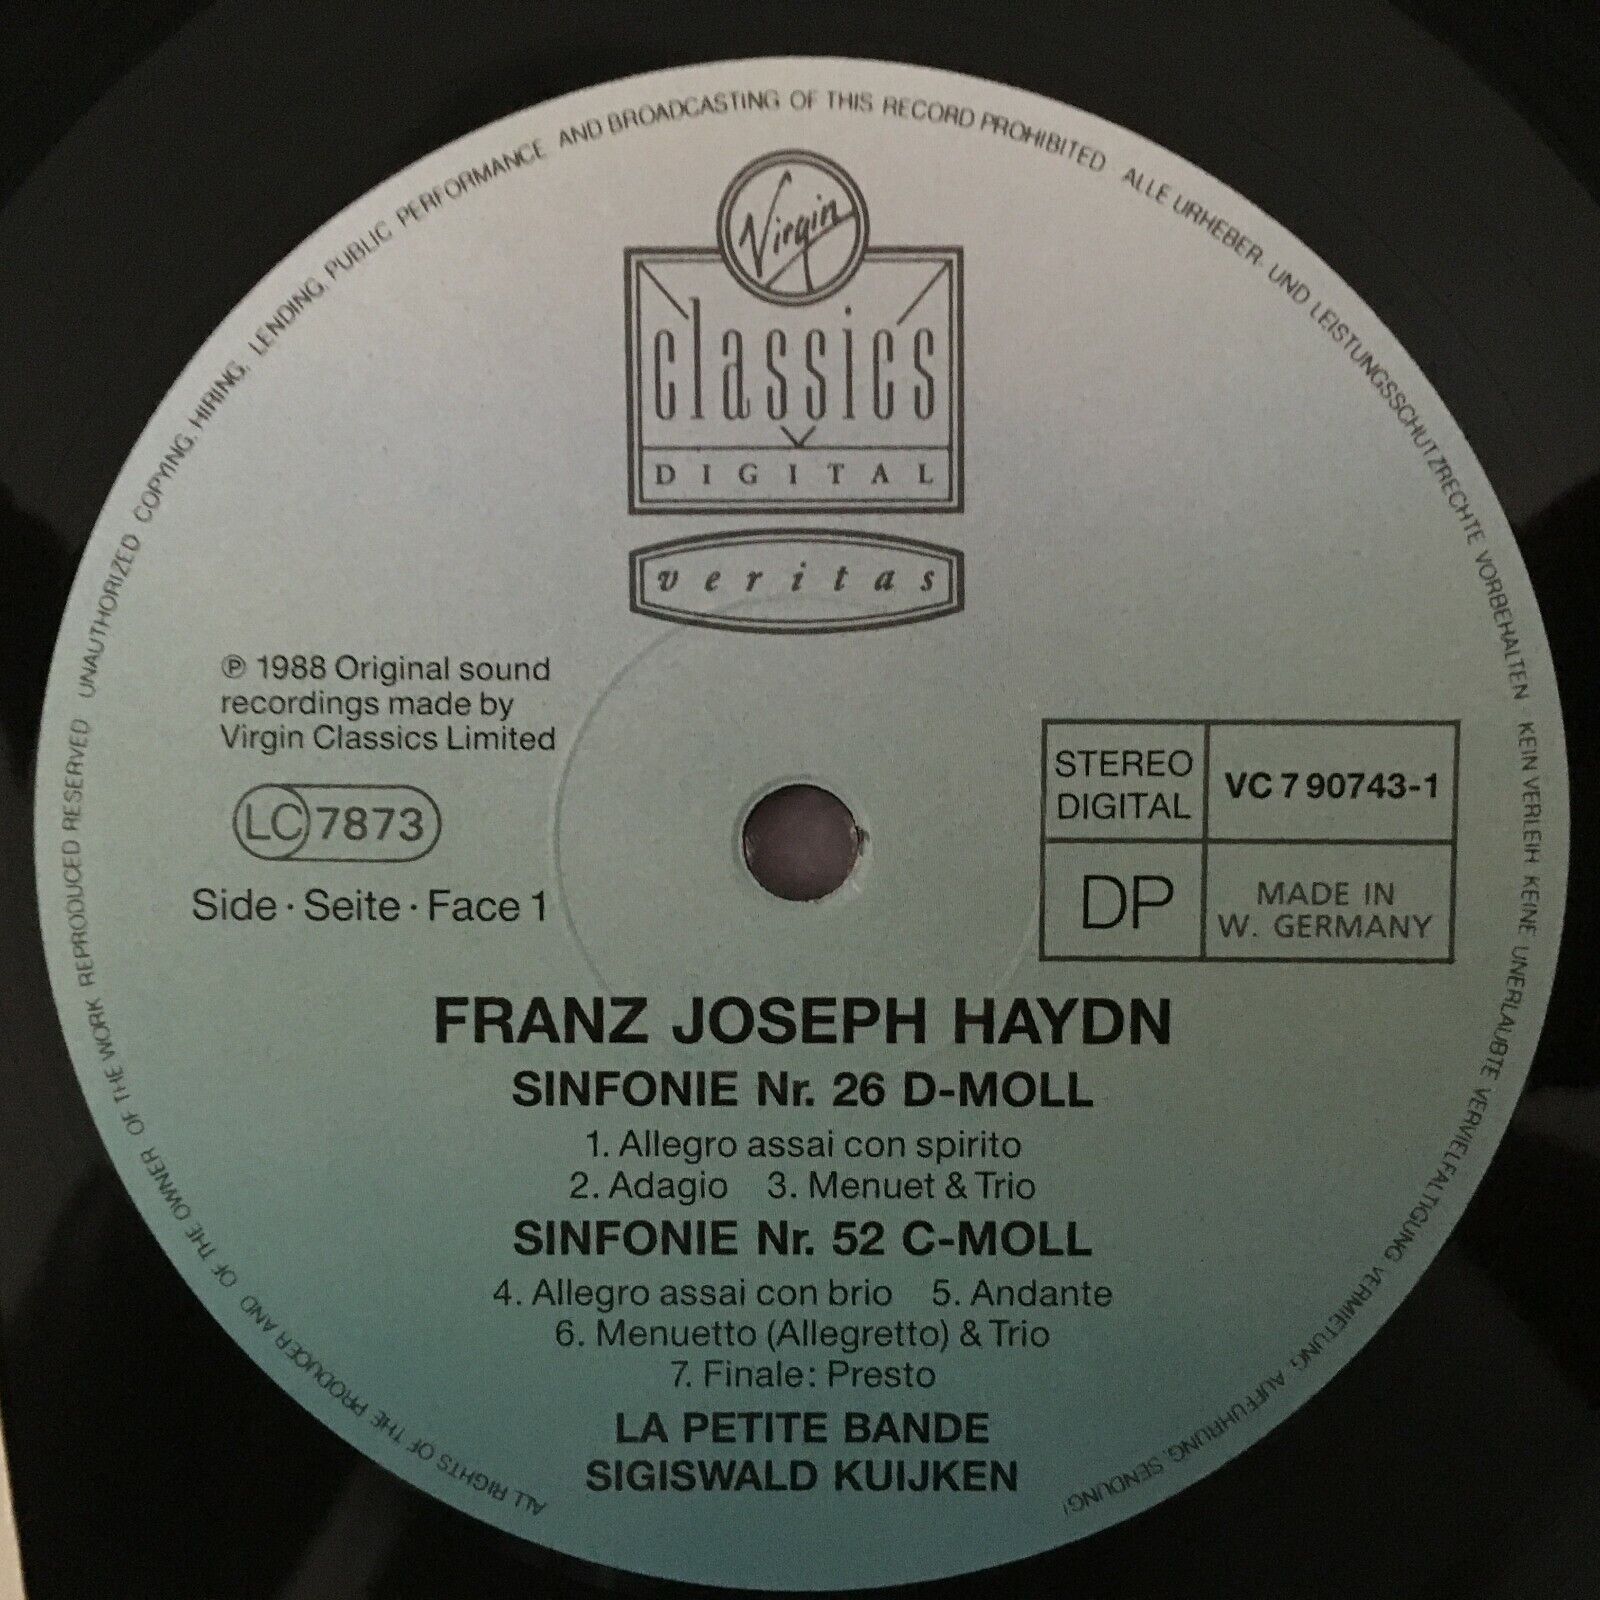 ALL RIGHTS OF THE PRODUCER AND OF THE OWNER OF THE WORK REPRODUCED RESERVED UNAUTHORIZED COPYING, HIRING, LENDING, PUBLIC PERFORMANCE AND BROADCASTING OF THIS RECORD PROHIBITED ALLE URHEBER- UND LEISTUNGSSCHUTZRECHTE VORBEHALTEN KEIN VERLEIH KEINE UNERLAUBTE VERVIELFÄLTIGUNG, VERMIETUNG, AUFFÜHRUNG, SENDUNG!
Virgin
classics
DIGITAL
veritas
℗ 1988 Original sound
recordings made by
Virgin Classics Limited
LC 7873
Side · Seite · Face 1
STEREO
DIGITAL
VC 7 90743-1
DP
MADE IN
W. GERMANY
FRANZ JOSEPH HAYDN
SINFONIE Nr. 26 D-MOLL
1. Allegro assai con spirito
2. Adagio 3. Menuet & Trio
SINFONIE Nr. 52 C-MOLL
4. Allegro assai con brio 5. Andante
6. Menuetto (Allegretto) & Trio
7. Finale: Presto
LA PETITE BANDE
SIGISWALD KUIJKEN